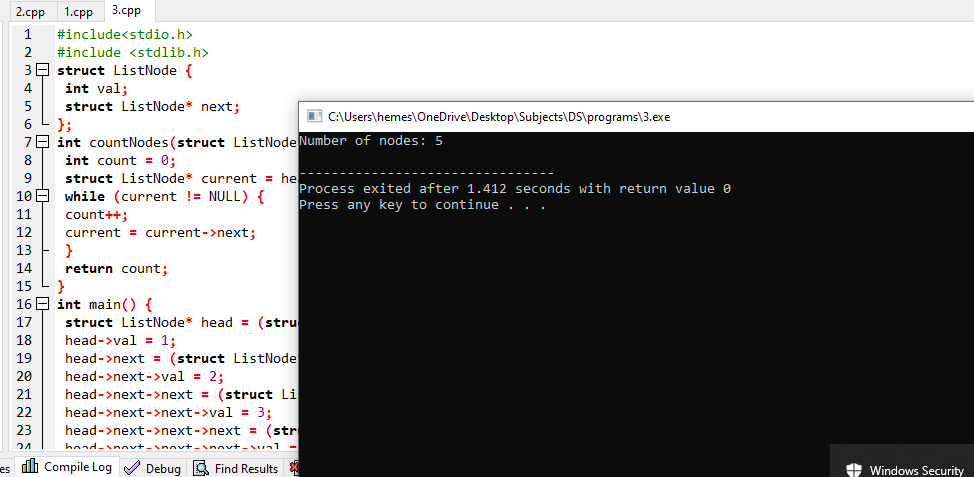 2.cpp 1.cpp 3.cpp
1 #include<stdio.h>
2 #include <stdlib.h>
3 struct ListNode {
4 int val;
5 struct ListNode* next;
6 };
7 int countNodes(struct ListNode
8 int count = 0;
9 struct ListNode* current = he
10 while (current != NULL) {
11 count++;
12 current = current->next;
13 }
14 return count;
15 }
16 int main() {
17 struct ListNode* head = (stru
18 head->val = 1;
19 head->next = (struct ListNode
20 head->next->val = 2;
21 head->next->next = (struct Li
22 head->next->next->val = 3;
23 head->next->next->next = (str
24 head->next->next->next->val =
C:\Users\hemes\OneDrive\Desktop\Subjects\DS\programs\3.exe
Number of nodes: 5
--------------------------------
Process exited after 1.412 seconds with return value 0
Press any key to continue . . .
es Compile Log Debug Find Results
Windows Security